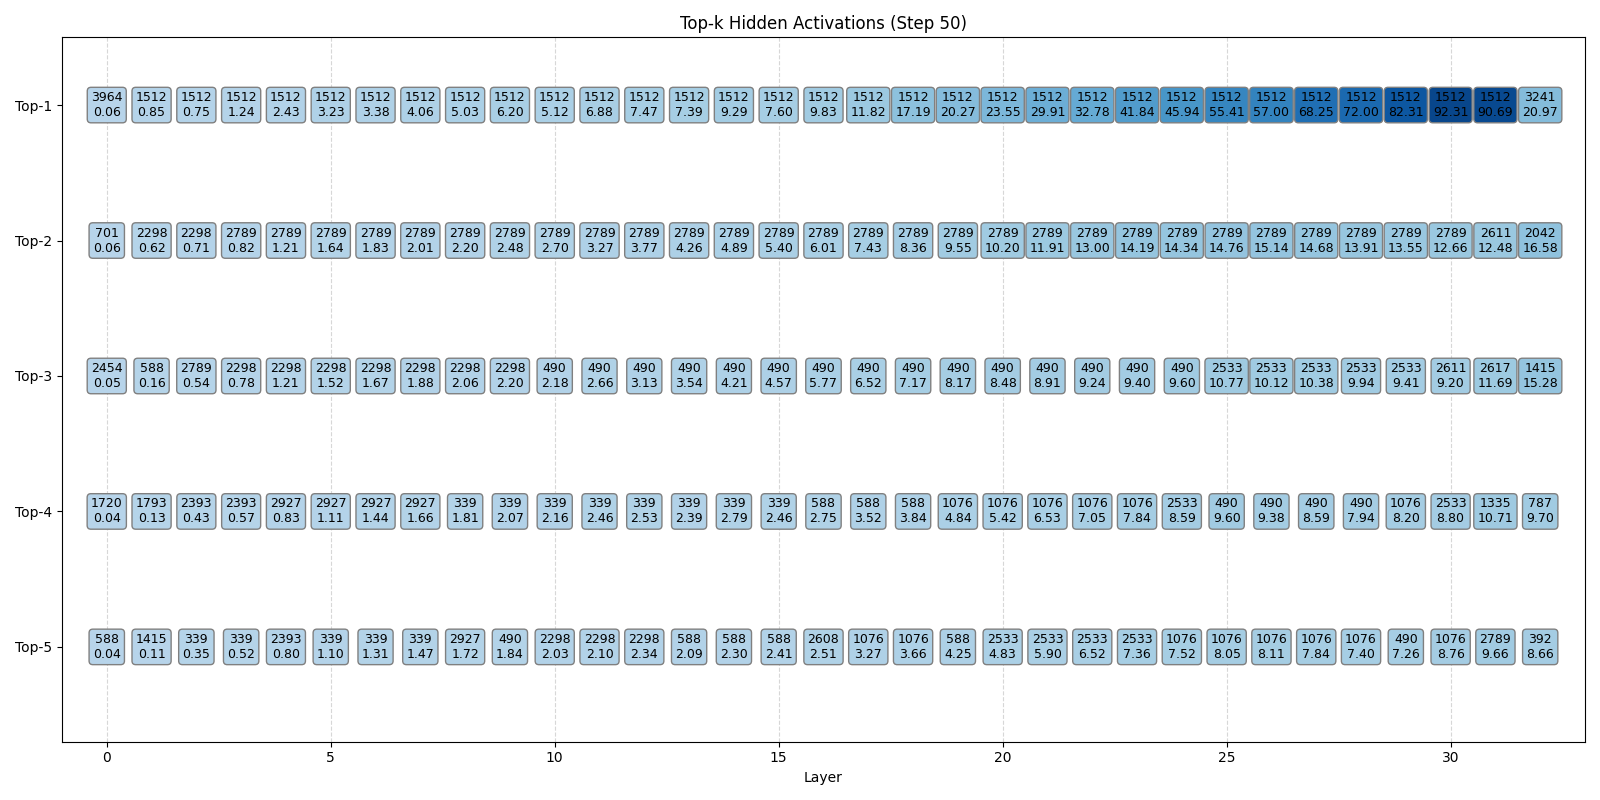 Top-k Hidden Activations (Step 50)
Top-1
3964 1512 1512 1512 1512 1512 1512 1512 1512 1512 1512 1512 1512 1512 1512 1512 1512 1512 1512 1512 1512 1512 1512 1512 1512 1512 1512 1512 1512 1512 1512 1512 3241
0.06 0.85 0.75 1.24 2.43 3.23 3.38 4.06 5.03 6.20 5.12 6.88 7.47 7.39 9.29 7.60 9.83 11.82 17.19 20.27 23.55 29.91 32.78 41.84 45.94 55.41 57.00 68.25 72.00 82.31 92.31 90.69 20.97
Top-2
701 2298 2298 2789 2789 2789 2789 2789 2789 2789 2789 2789 2789 2789 2789 2789 2789 2789 2789 2789 2789 2789 2789 2789 2789 2789 2789 2789 2789 2789 2789 2611 2042
0.06 0.62 0.71 0.82 1.21 1.64 1.83 2.01 2.20 2.48 2.70 3.27 3.77 4.26 4.89 5.40 6.01 7.43 8.36 9.55 10.20 11.91 13.00 14.19 14.34 14.76 15.14 14.68 13.91 13.55 12.66 12.48 16.58
Top-3
2454 588 2789 2298 2298 2298 2298 2298 2298 2298 490 490 490 490 490 490 490 490 490 490 490 490 490 490 490 2533 2533 2533 2533 2533 2611 2617 1415
0.05 0.16 0.54 0.78 1.21 1.52 1.67 1.88 2.06 2.20 2.18 2.66 3.13 3.54 4.21 4.57 5.77 6.52 7.17 8.17 8.48 8.91 9.24 9.40 9.60 10.77 10.12 10.38 9.94 9.41 9.20 11.69 15.28
Top-4
1720 1793 2393 2393 2927 2927 2927 2927 339 339 339 339 339 339 339 339 588 588 588 1076 1076 1076 1076 1076 2533 490 490 490 490 1076 2533 1335 787
0.04 0.13 0.43 0.57 0.83 1.11 1.44 1.66 1.81 2.07 2.16 2.46 2.53 2.39 2.79 2.46 2.75 3.52 3.84 4.84 5.42 6.53 7.05 7.84 8.59 9.60 9.38 8.59 7.94 8.20 8.80 10.71 9.70
Top-5
588 1415 339 339 2393 339 339 339 2927 490 2298 2298 2298 588 588 588 2608 1076 1076 588 2533 2533 2533 2533 1076 1076 1076 1076 1076 490 1076 2789 392
0.04 0.11 0.35 0.52 0.80 1.10 1.31 1.47 1.72 1.84 2.03 2.10 2.34 2.09 2.30 2.41 2.51 3.27 3.66 4.25 4.83 5.90 6.52 7.36 7.52 8.05 8.11 7.84 7.40 7.26 8.76 9.66 8.66
0 5 10 15 20 25 30
Layer